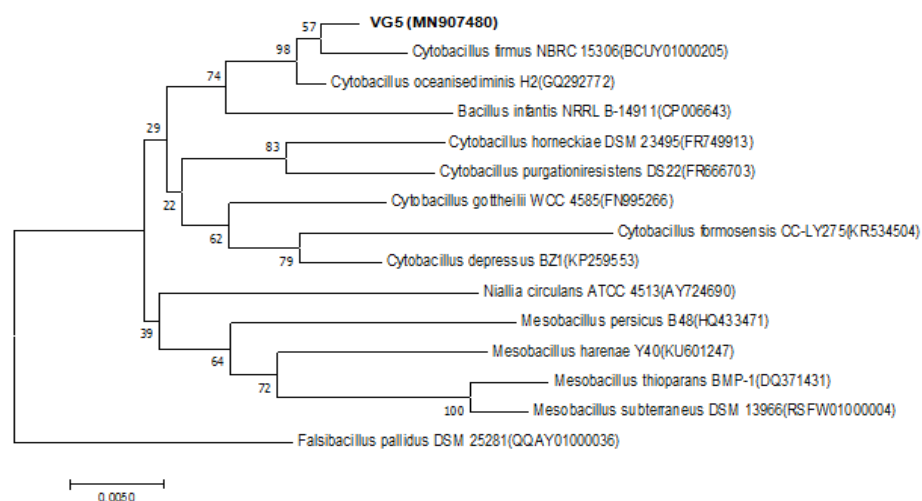 VG5 (MN907480)
57
Cytobacillus firmus NBRC 15306(BCUY01000205)
98
Cytobacillus oceanisediminis H2(GQ292772)
74
Bacillus infantis NRRL B-14911(CP006643)
29
Cytobacillus horneckiae DSM 23495(FR749913)
83
Cytobacillus purgationiresistens DS22(FR666703)
22
Cytobacillus gottheilii WCC 4585(FN995266)
62
Cytobacillus formosensis CC-LY275(KR534504)
79
Cytobacillus depressus BZ1(KP259553)
Niallia circulans ATCC 4513(AY724690)
39
Mesobacillus persicus B48(HQ433471)
64
Mesobacillus harenae Y40(KU601247)
72
Mesobacillus thioparans BMP-1(DQ371431)
100
Mesobacillus subterraneus DSM 13966(RSFW01000004)
Falsibacillus pallidus DSM 25281(QQAY01000036)
0.0050